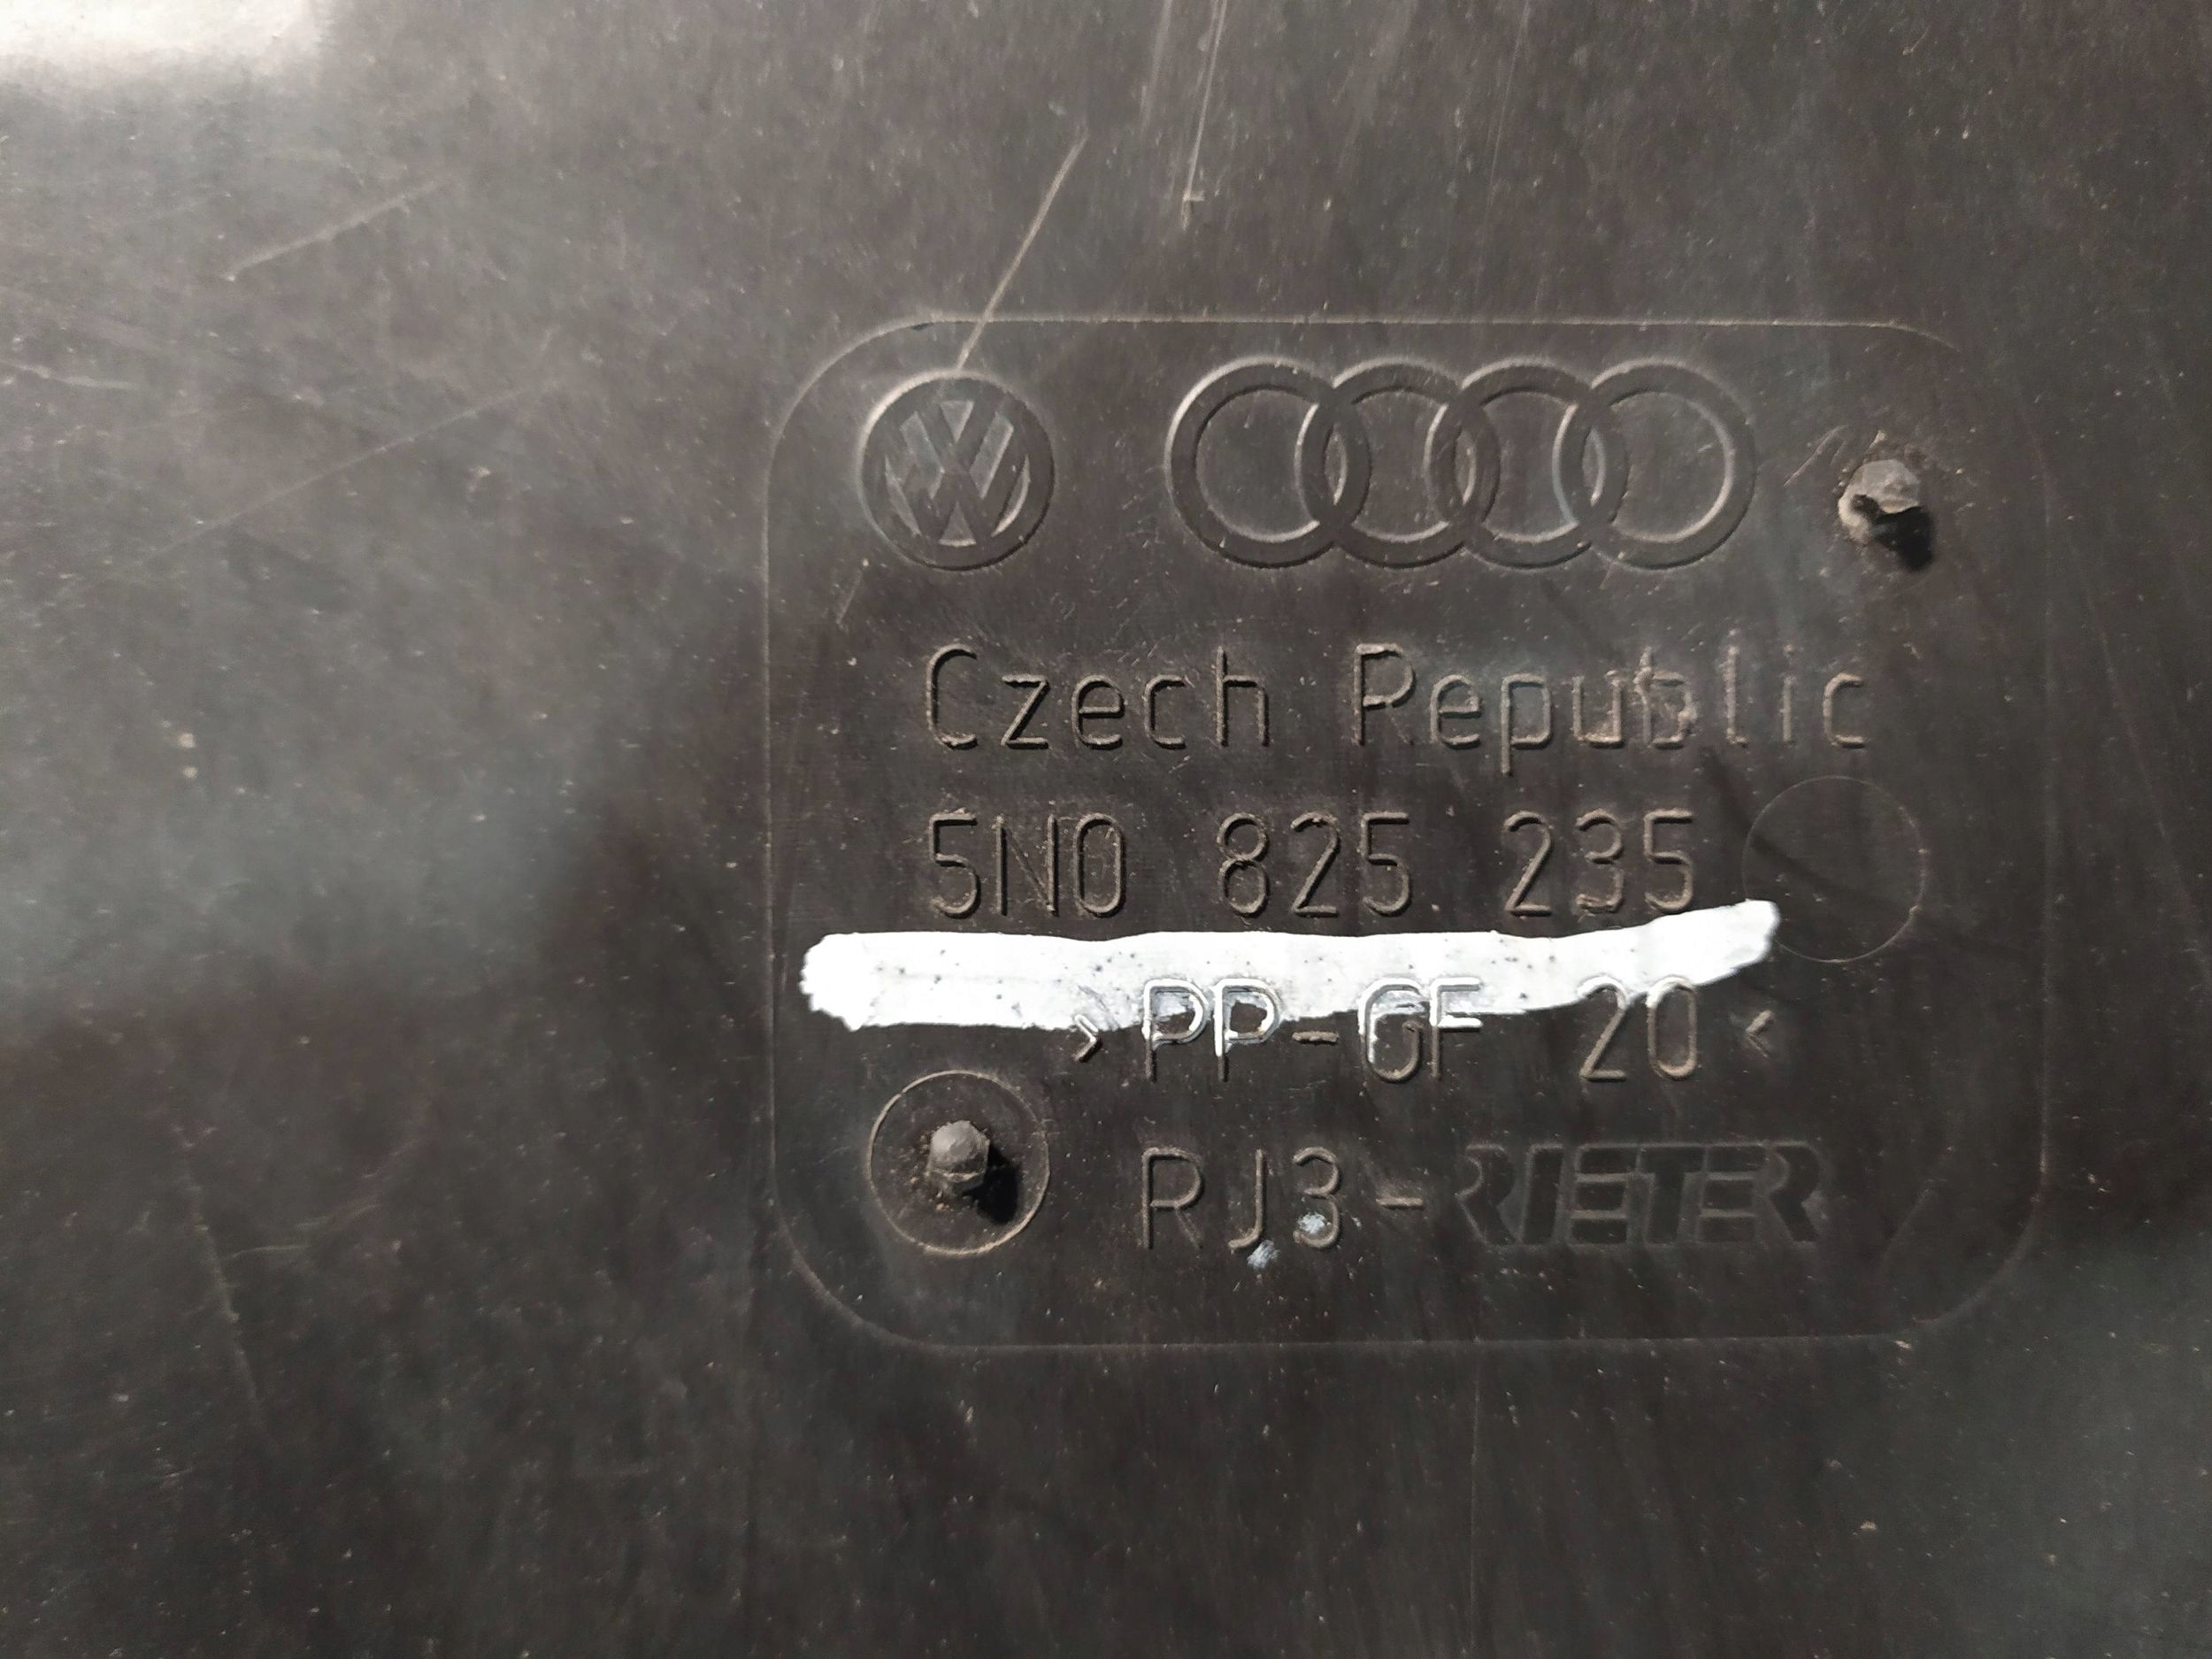 Czech Republic
5N0 825 235
>PP-GF 20<
RJ3-RIETER